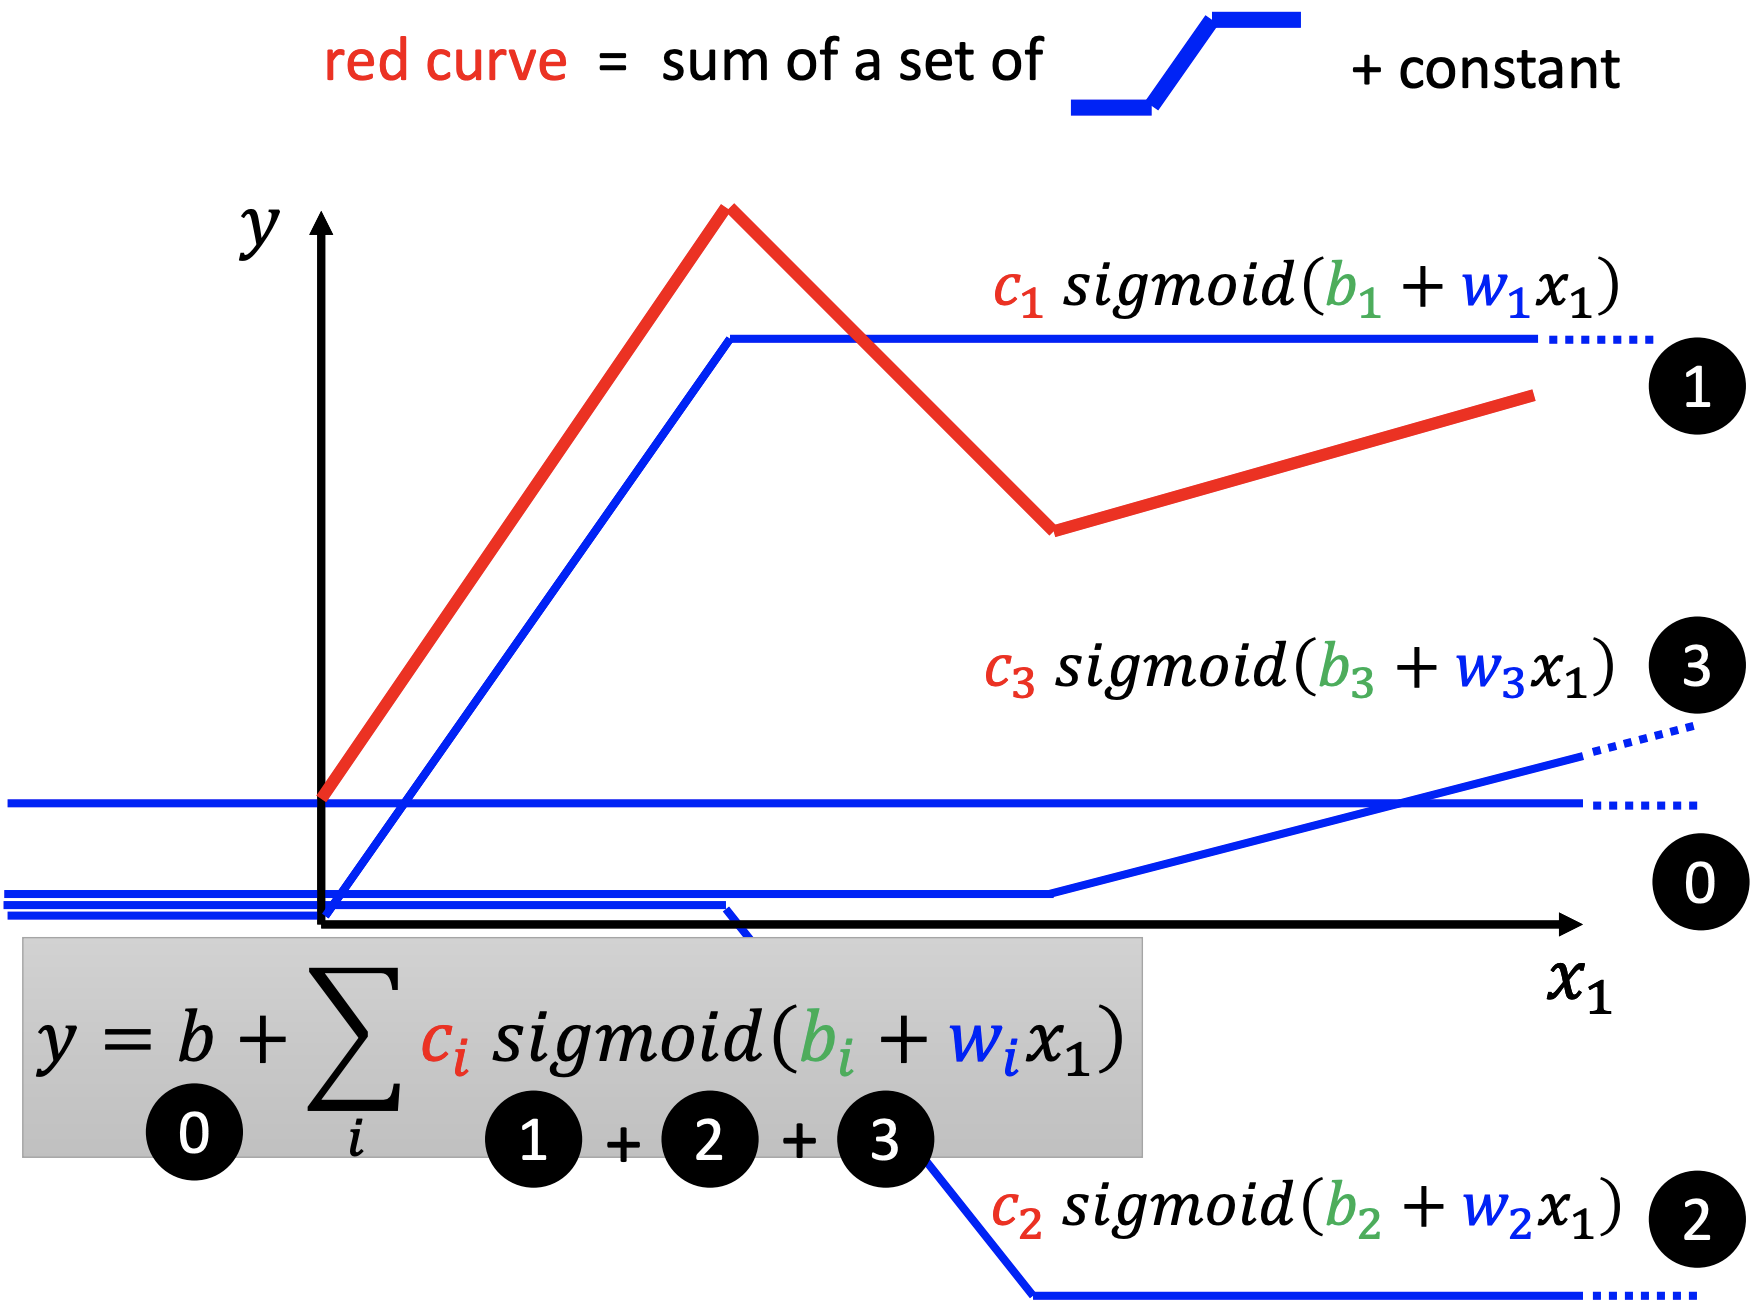 red curve = sum of a set of + constant
y
c₁ sigmoid(b₁ + w₁x₁)
1
c₃ sigmoid(b₃ + w₃x₁)
3
0
x₁
y = b + ∑ᵢ cᵢ sigmoid(bᵢ + wᵢx₁)
0 1 + 2 + 3
c₂ sigmoid(b₂ + w₂x₁)
2